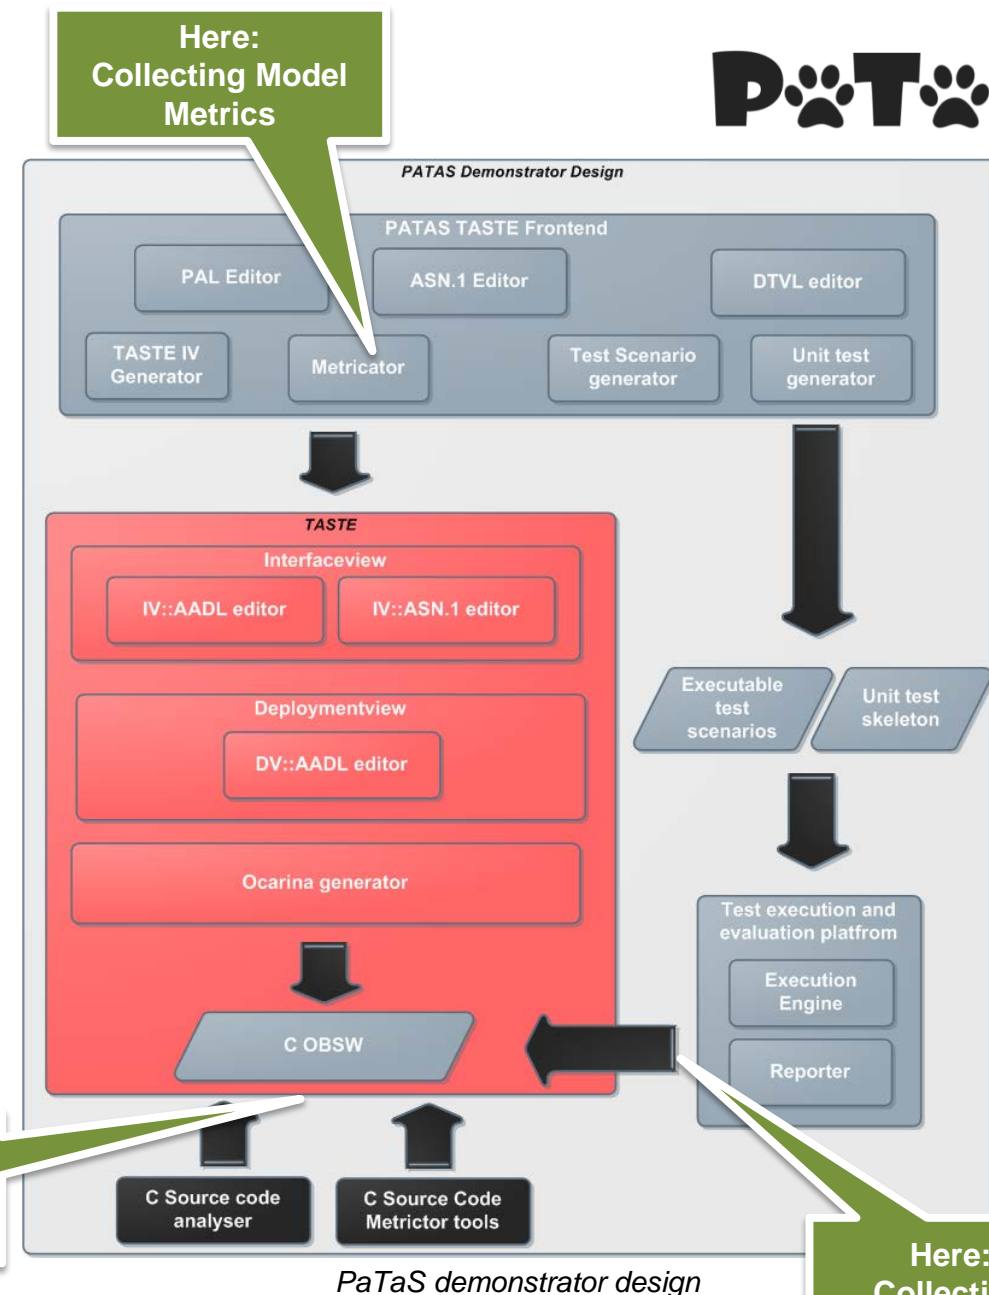 Here:
Collecting Model
Metrics
PATA
PATAS Demonstrator Design
PATAS TASTE Frontend
PAL Editor
ASN.1 Editor
DTVL editor
TASTE IV
Generator
Metricator
Test Scenario
generator
Unit test
generator
TASTE
Interfaceview
IV::AADL editor
IV::ASN.1 editor
Deploymentview
DV::AADL editor
Ocarina generator
C OBSW
Executable
test
scenarios
Unit test
skeleton
Test execution and
evaluation platfrom
Execution
Engine
Reporter
C Source code
analyser
C Source Code
Metrictor tools
Here:
PaTaS demonstrator design